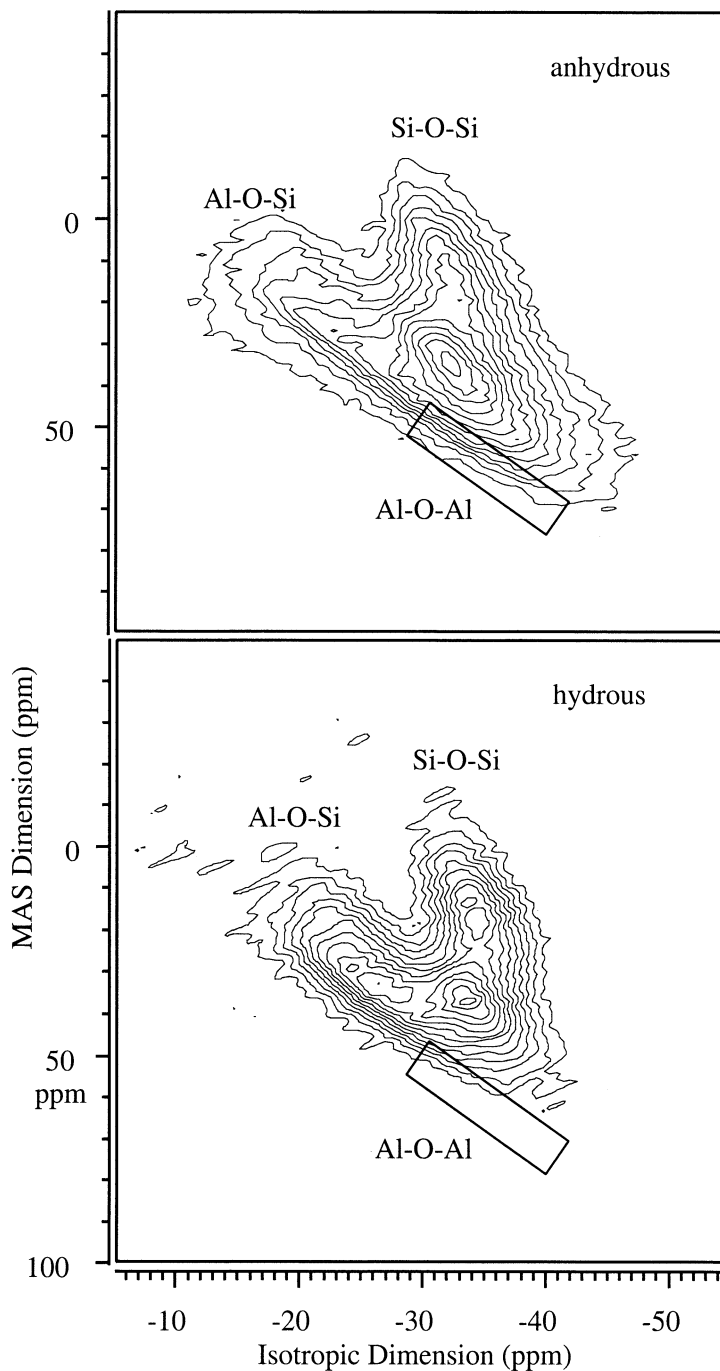 anhydrous
Si-O-Si
Al-O-Si
0
50
Al-O-Al
hydrous
Si-O-Si
Al-O-Si
0
50
ppm
Al-O-Al
100
MAS Dimension (ppm)
-10 -20 -30 -40 -50
Isotropic Dimension (ppm)